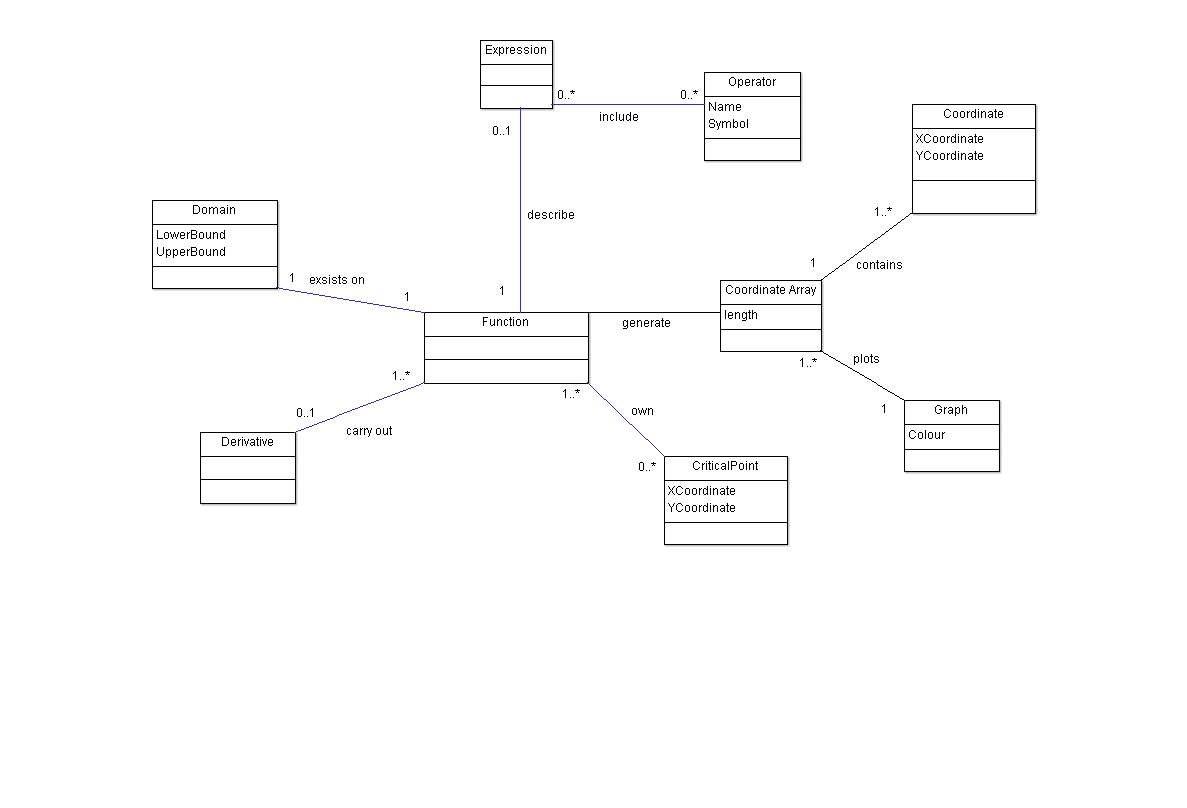 Expression
0..*
0..*
include
Operator
Name
Symbol
0..1
describe
1
Coordinate
XCoordinate
YCoordinate
1..*
1
contains
Domain
LowerBound
UpperBound
1
exsists on
1
Function
generate
Coordinate Array
length
1..*
plots
1
Graph
Colour
1..*
0..1
carry out
Derivative
1..*
own
0..*
CriticalPoint
XCoordinate
YCoordinate